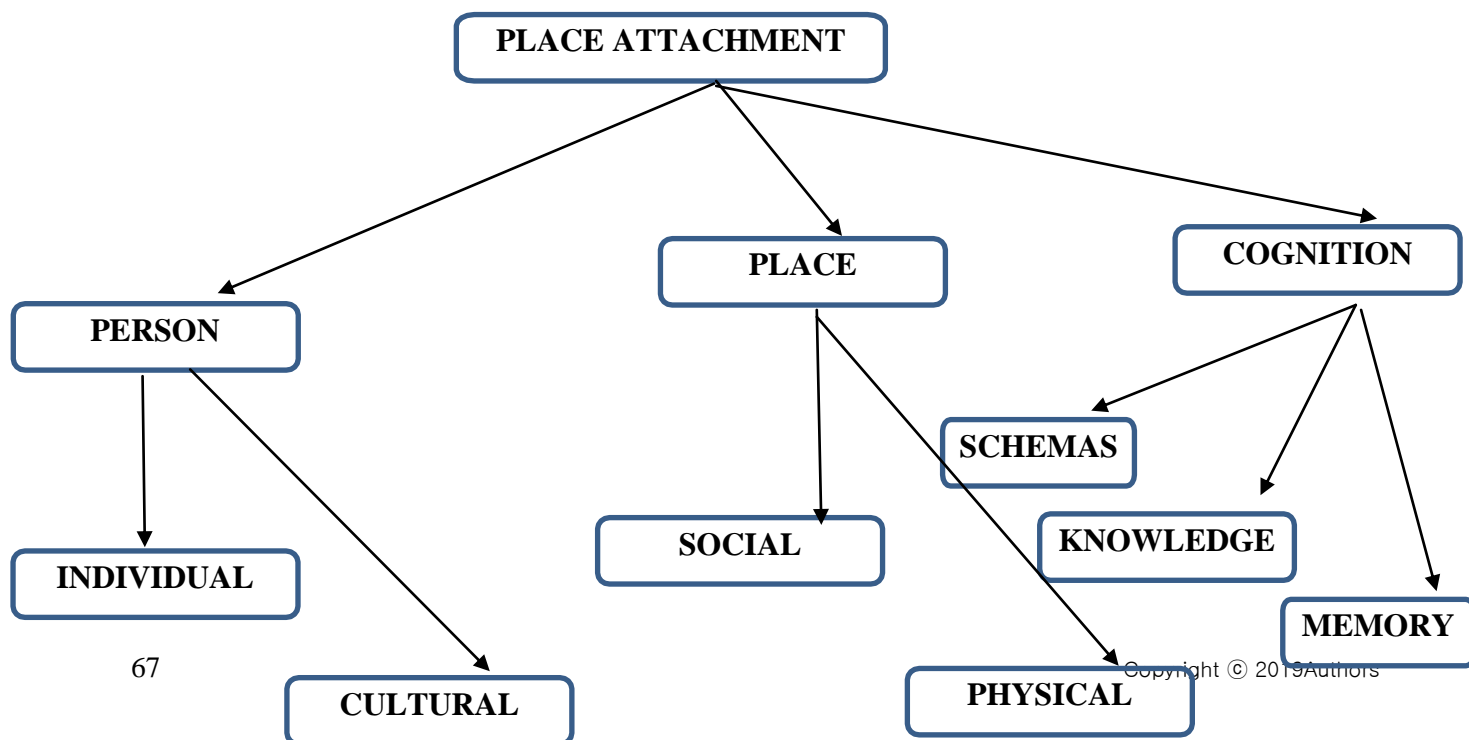 PLACE ATTACHMENT
COGNITION
PLACE
PERSON
SCHEMAS
KNOWLEDGE
SOCIAL
INDIVIDUAL
MEMORY
67
Copyright ⓒ 2019Authors
PHYSICAL
CULTURAL